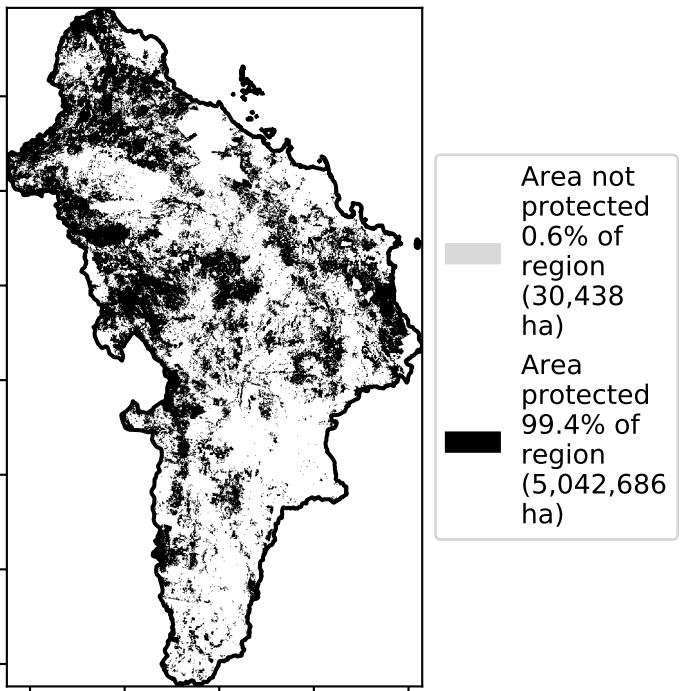 Area not
protected
0.6% of
region
(30,438
ha)
Area
protected
99.4% of
region
(5,042,686
ha)